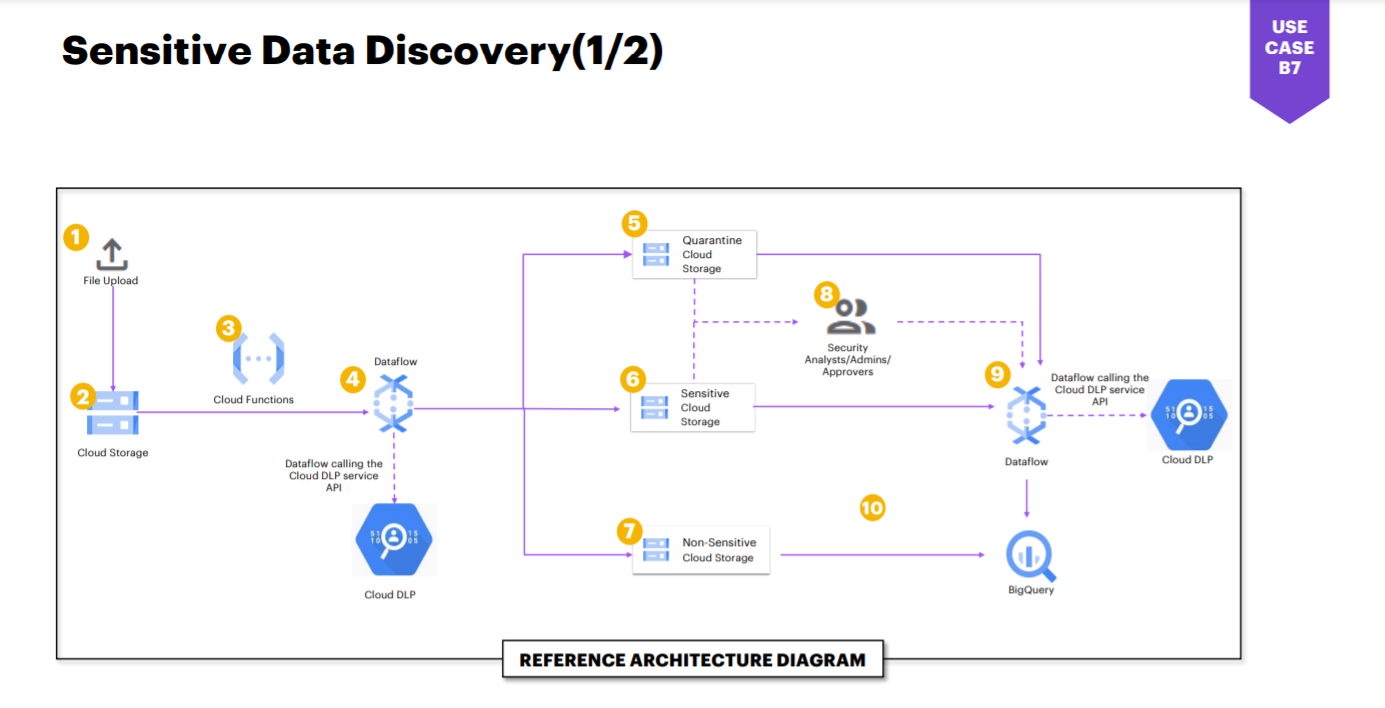 Sensitive Data Discovery(1/2)
USE
CASE
B7
1
File Upload
2
Cloud Storage
3
Cloud Functions
4
Dataflow
Dataflow calling the
Cloud DLP service
API
51 15
10 05
Cloud DLP
5
Quarantine
Cloud
Storage
6
Sensitive
Cloud
Storage
7
Non-Sensitive
Cloud Storage
8
Security
Analysts/Admins/
Approvers
9
Dataflow
Dataflow calling the
Cloud DLP service
API
51 15
10 05
Cloud DLP
10
BigQuery
REFERENCE ARCHITECTURE DIAGRAM